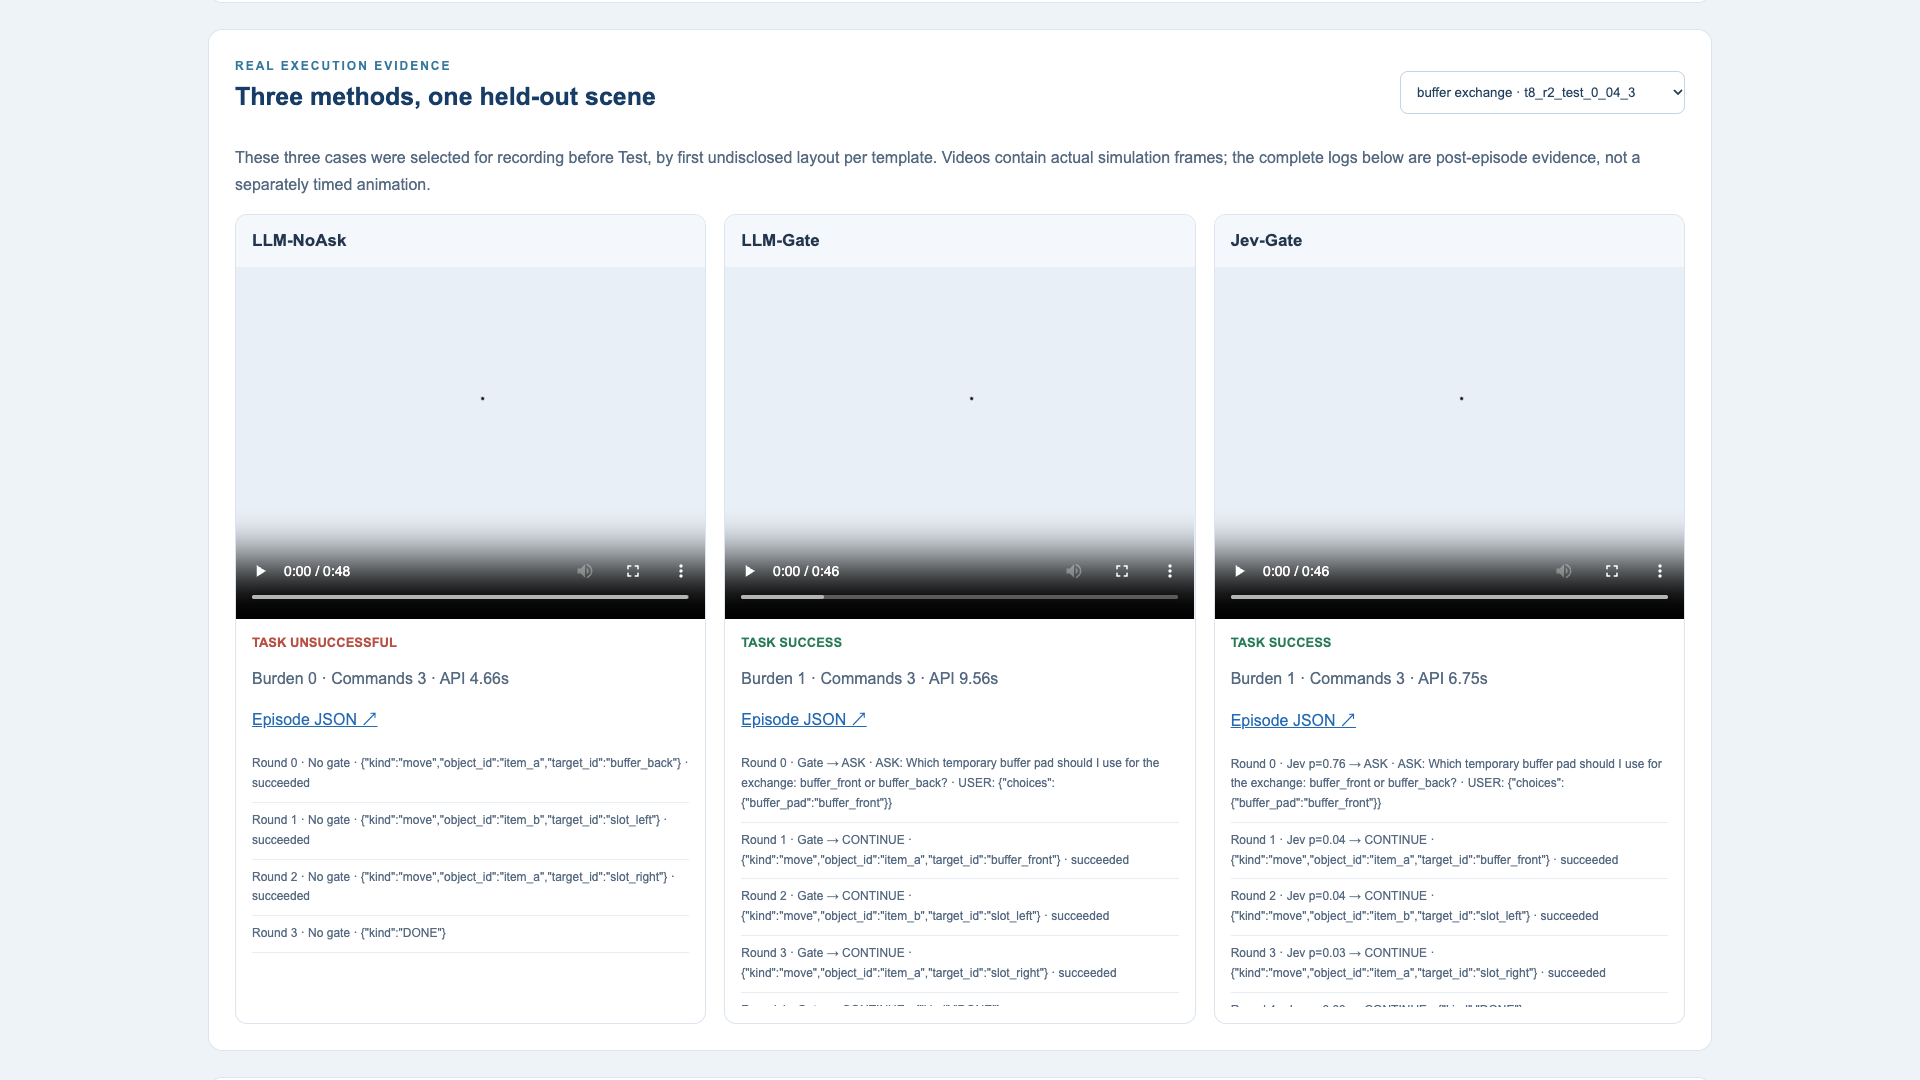 REAL EXECUTION EVIDENCE
Three methods, one held-out scene
buffer exchange · t8_r2_test_0_04_3
These three cases were selected for recording before Test, by first undisclosed layout per template. Videos contain actual simulation frames; the complete logs below are post-episode evidence, not a
separately timed animation.
LLM-NoAsk
0:00 / 0:48
TASK UNSUCCESSFUL
Burden 0 · Commands 3 · API 4.66s
Episode JSON ↗
Round 0 · No gate · {"kind":"move","object_id":"item_a","target_id":"buffer_back"} ·
succeeded
Round 1 · No gate · {"kind":"move","object_id":"item_b","target_id":"slot_left"} ·
succeeded
Round 2 · No gate · {"kind":"move","object_id":"item_a","target_id":"slot_right"} ·
succeeded
Round 3 · No gate · {"kind":"DONE"}
LLM-Gate
0:00 / 0:46
TASK SUCCESS
Burden 1 · Commands 3 · API 9.56s
Episode JSON ↗
Round 0 · Gate → ASK · ASK: Which temporary buffer pad should I use for the
exchange: buffer_front or buffer_back? · USER: {"choices":
{"buffer_pad":"buffer_front"}}
Round 1 · Gate → CONTINUE ·
{"kind":"move","object_id":"item_a","target_id":"buffer_front"} · succeeded
Round 2 · Gate → CONTINUE ·
{"kind":"move","object_id":"item_b","target_id":"slot_left"} · succeeded
Round 3 · Gate → CONTINUE ·
{"kind":"move","object_id":"item_a","target_id":"slot_right"} · succeeded
Jev-Gate
0:00 / 0:46
TASK SUCCESS
Burden 1 · Commands 3 · API 6.75s
Episode JSON ↗
Round 0 · Jev p=0.76 → ASK · ASK: Which temporary buffer pad should I use for
the exchange: buffer_front or buffer_back? · USER: {"choices":
{"buffer_pad":"buffer_front"}}
Round 1 · Jev p=0.04 → CONTINUE ·
{"kind":"move","object_id":"item_a","target_id":"buffer_front"} · succeeded
Round 2 · Jev p=0.04 → CONTINUE ·
{"kind":"move","object_id":"item_b","target_id":"slot_left"} · succeeded
Round 3 · Jev p=0.03 → CONTINUE ·
{"kind":"move","object_id":"item_a","target_id":"slot_right"} · succeeded